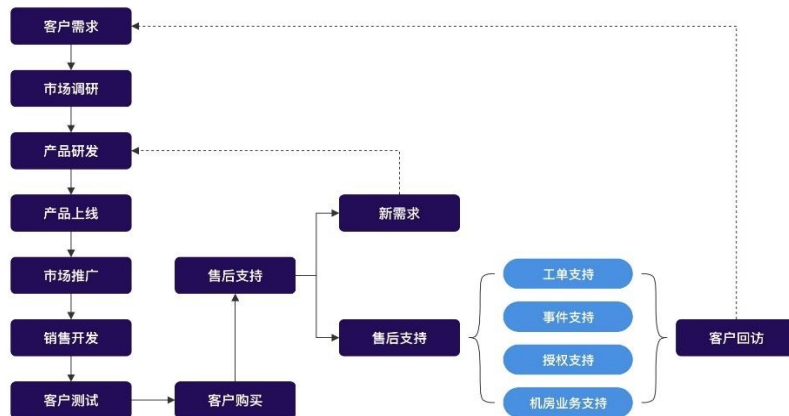 客户需求
市场调研
产品研发
产品上线
新需求
市场推广
售后支持
工单支持
事件支持
销售开发
售后支持
客户回访
授权支持
客户测试
客户购买
机房业务支持